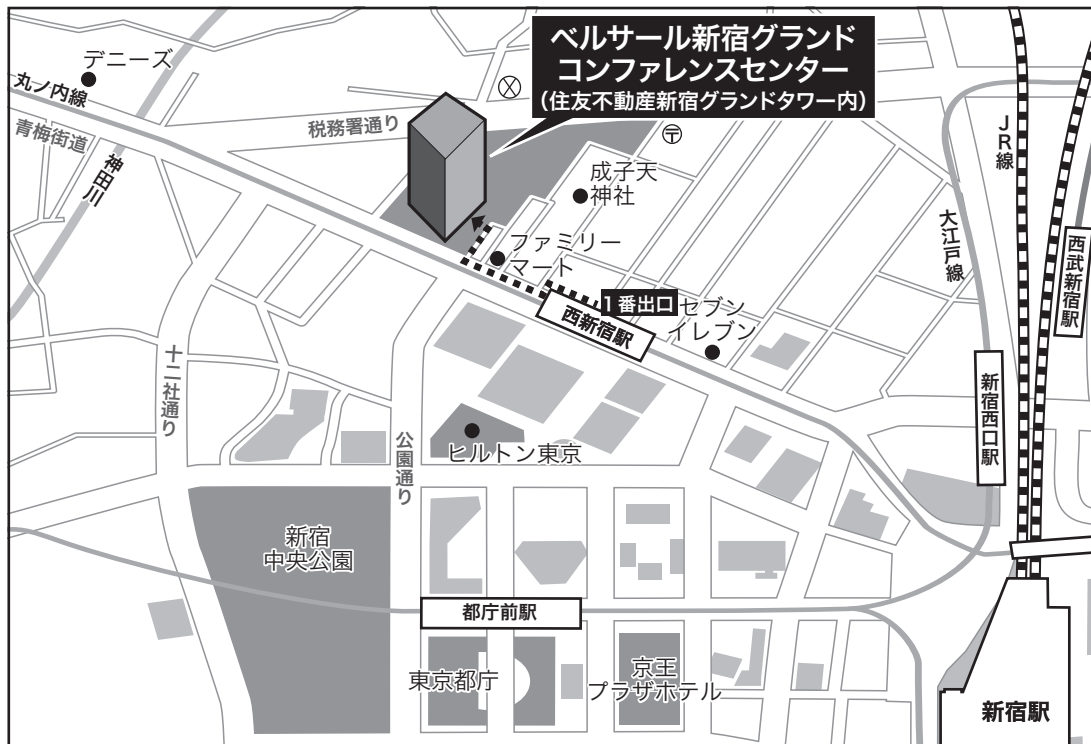 ベルサール新宿グランド
コンファレンスセンター
(住友不動産新宿グランドタワー内)
デニーズ
丸ノ内線
青梅街道
神田川
税務署通り
〒
成子天
神社
JR線
大江戸線
西武新宿駅
ファミリー
マート
1番出口
セブン
イレブン
西新宿駅
新宿西口駅
十二社通り
公園通り
ヒルトン東京
新宿
中央公園
都庁前駅
東京都庁
京王
プラザホテル
新宿駅